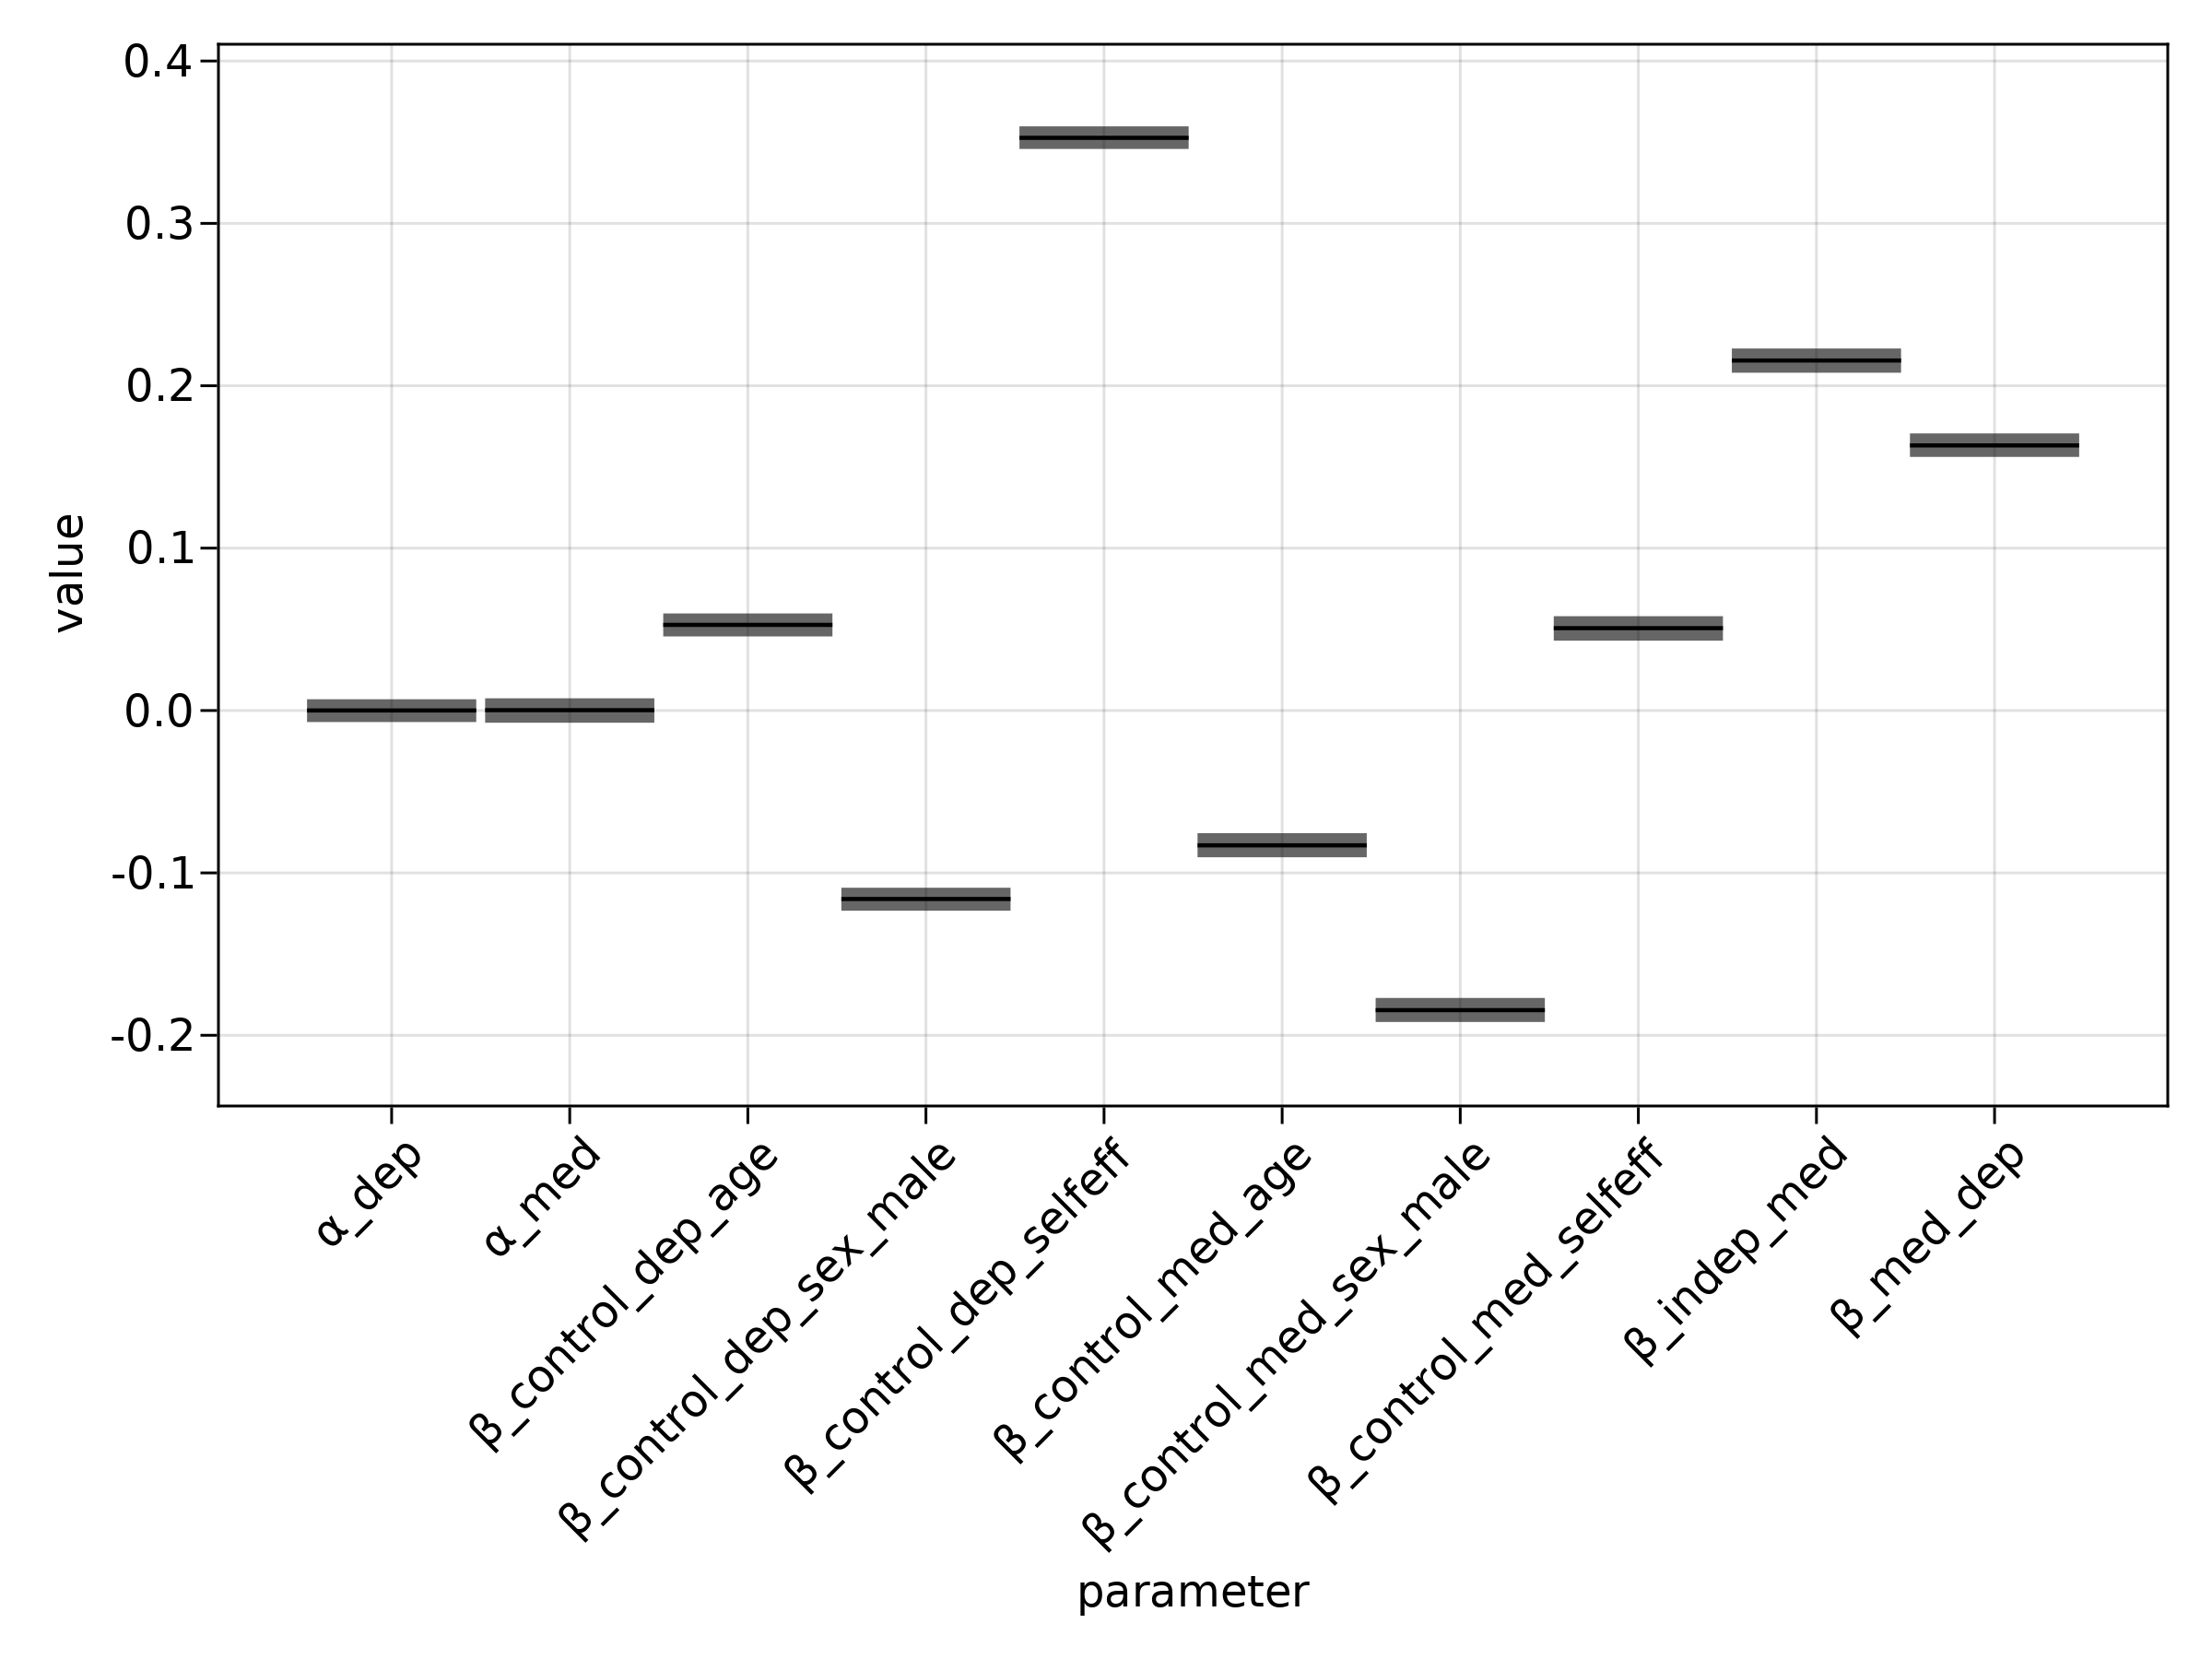 0.4
0.3
0.2
0.1
0.0
-0.1
-0.2
value
α_dep
α_med
β_control_dep_age
β_control_dep_sex_male
β_control_dep_selfeff
β_control_med_age
β_control_med_sex_male
β_control_med_selfeff
β_indep_med
β_med_dep
parameter